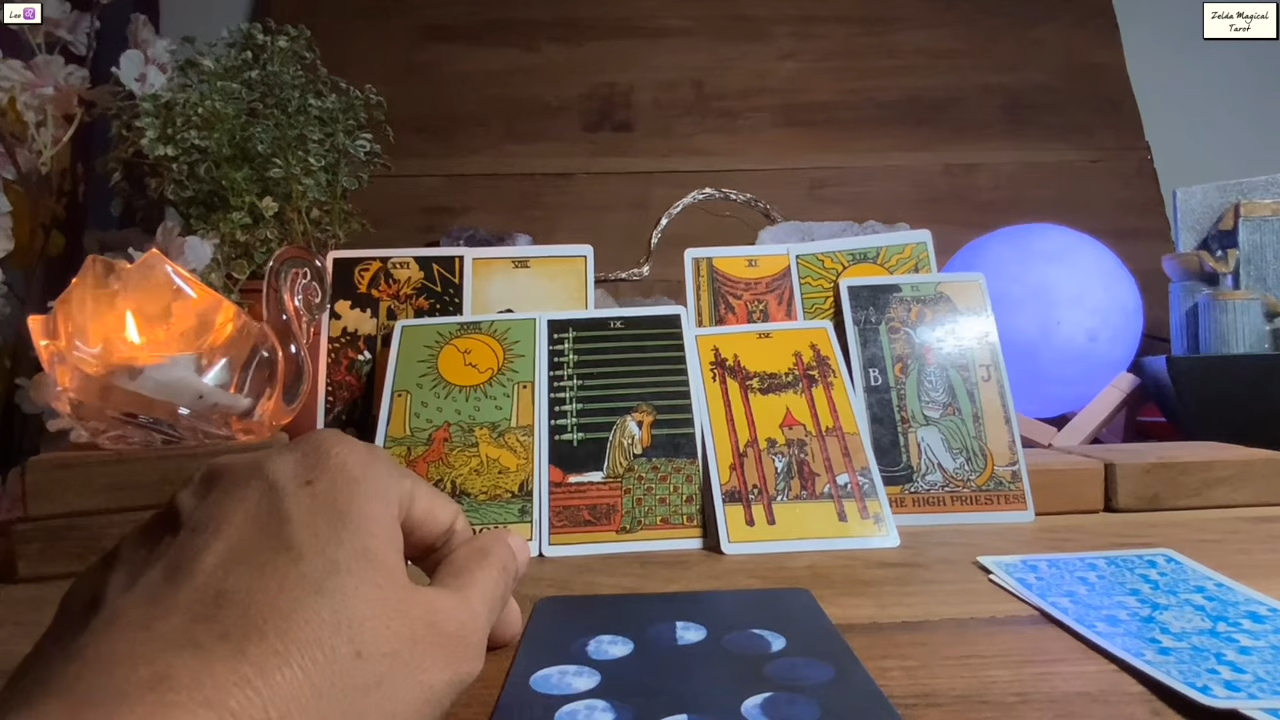 Leo ♌
Zelda Magical
Tarot
XVI
VIII
XI
XIX
XVIII
IX
IV
II
B
J
THE HIGH PRIESTESS